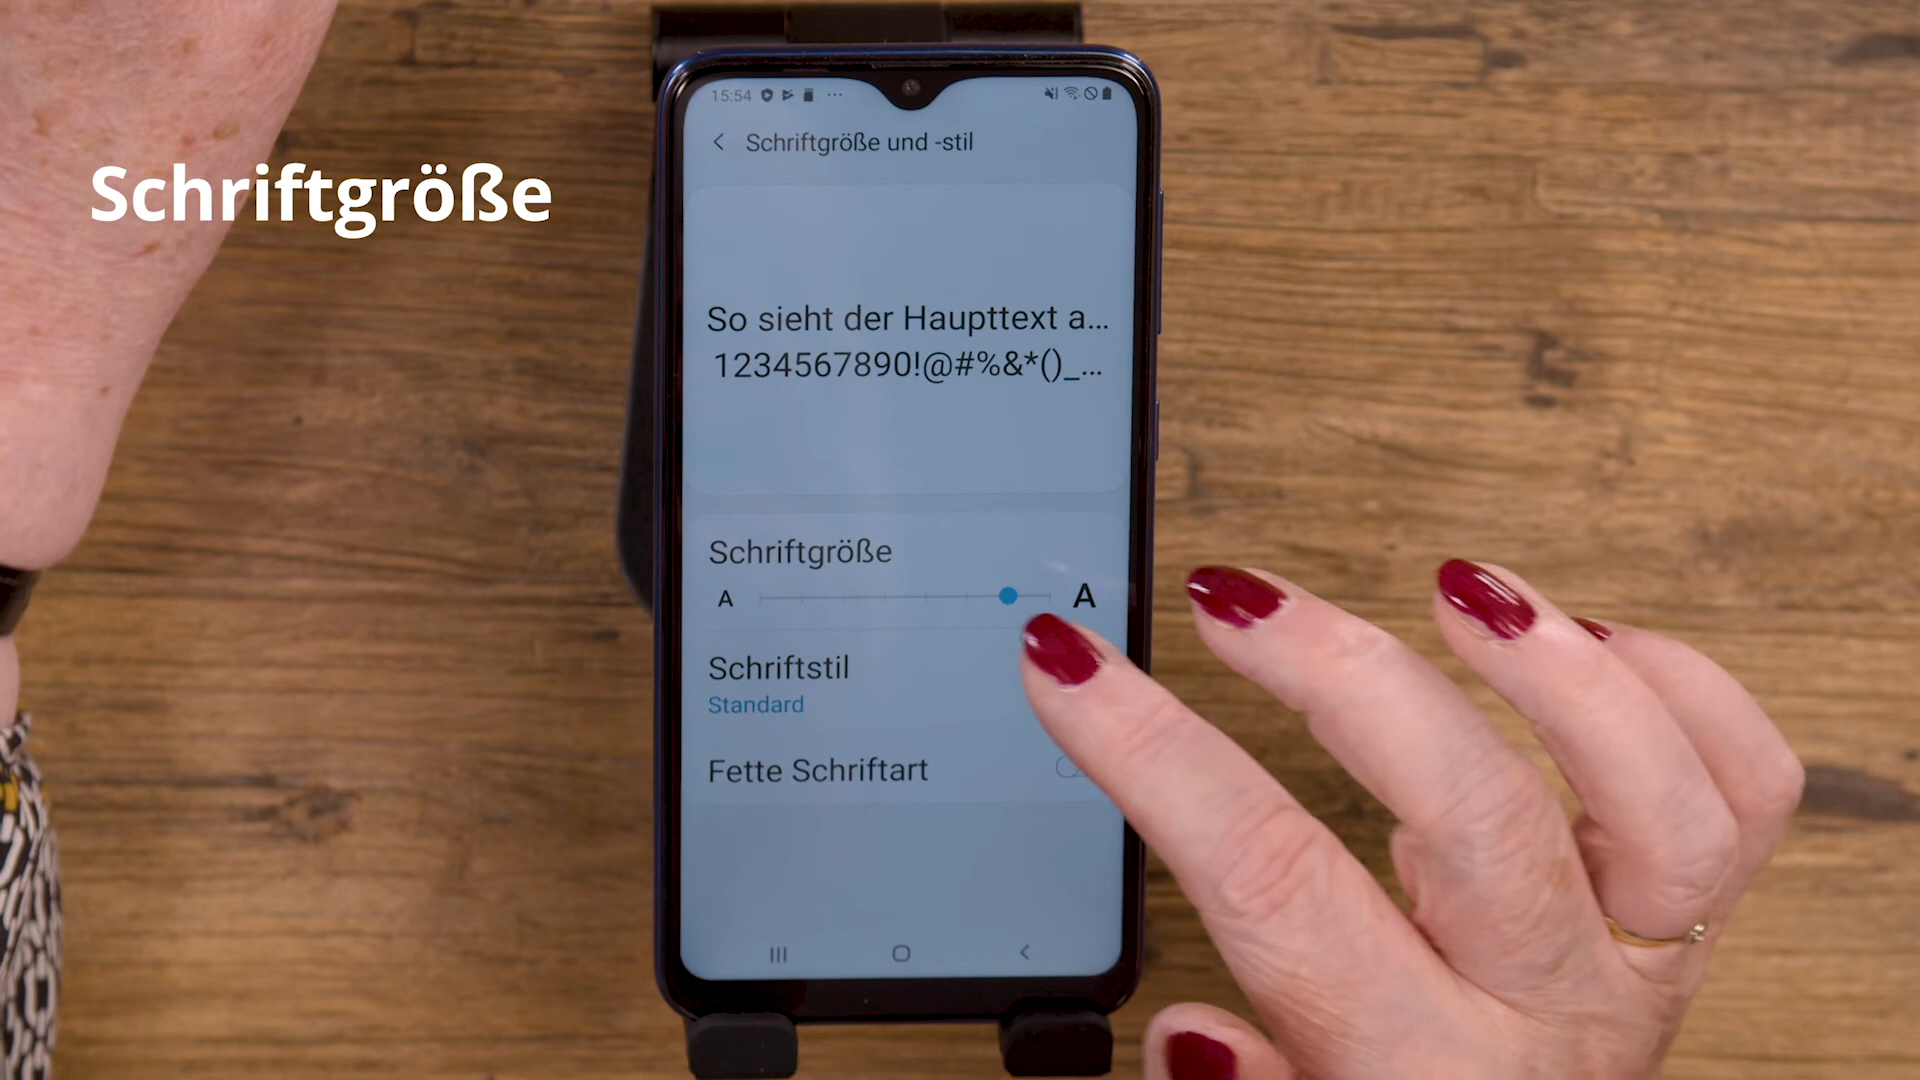 Schriftgröße
15:54
Schriftgröße und -stil
So sieht der Haupttext a...
1234567890!@#%&*()_...
Schriftgröße
A A
Schriftstil
Standard
Fette Schriftart